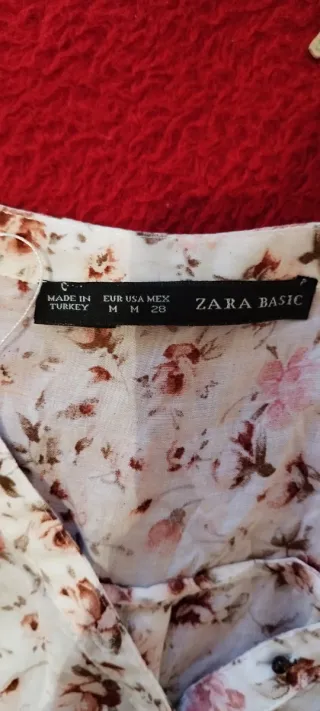 MADE IN
TURKEY
EUR USA MEX
M M 28
ZARA BASIC